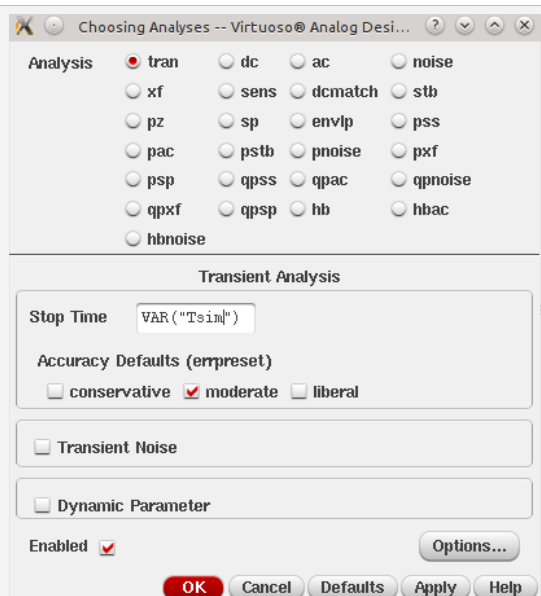 Choosing Analyses -- Virtuoso® Analog Desi...
Analysis tran dc ac noise
xf sens dcmatch stb
pz sp envlp pss
pac pstb pnoise pxf
psp qpss qpac qpnoise
qpxf qpsp hb hbac
hbnoise
Transient Analysis
Stop Time VAR("Tsim")
Accuracy Defaults (errpreset)
conservative moderate liberal
Transient Noise
Dynamic Parameter
Enabled Options...
OK Cancel Defaults Apply Help